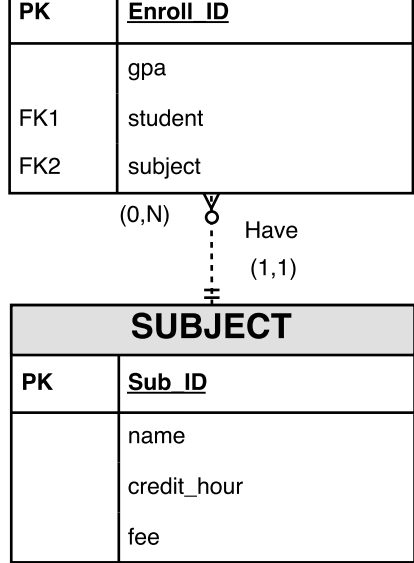 PK Enroll_ID
gpa
FK1 student
FK2 subject
(0,N)
Have
(1,1)
SUBJECT
PK Sub_ID
name
credit_hour
fee